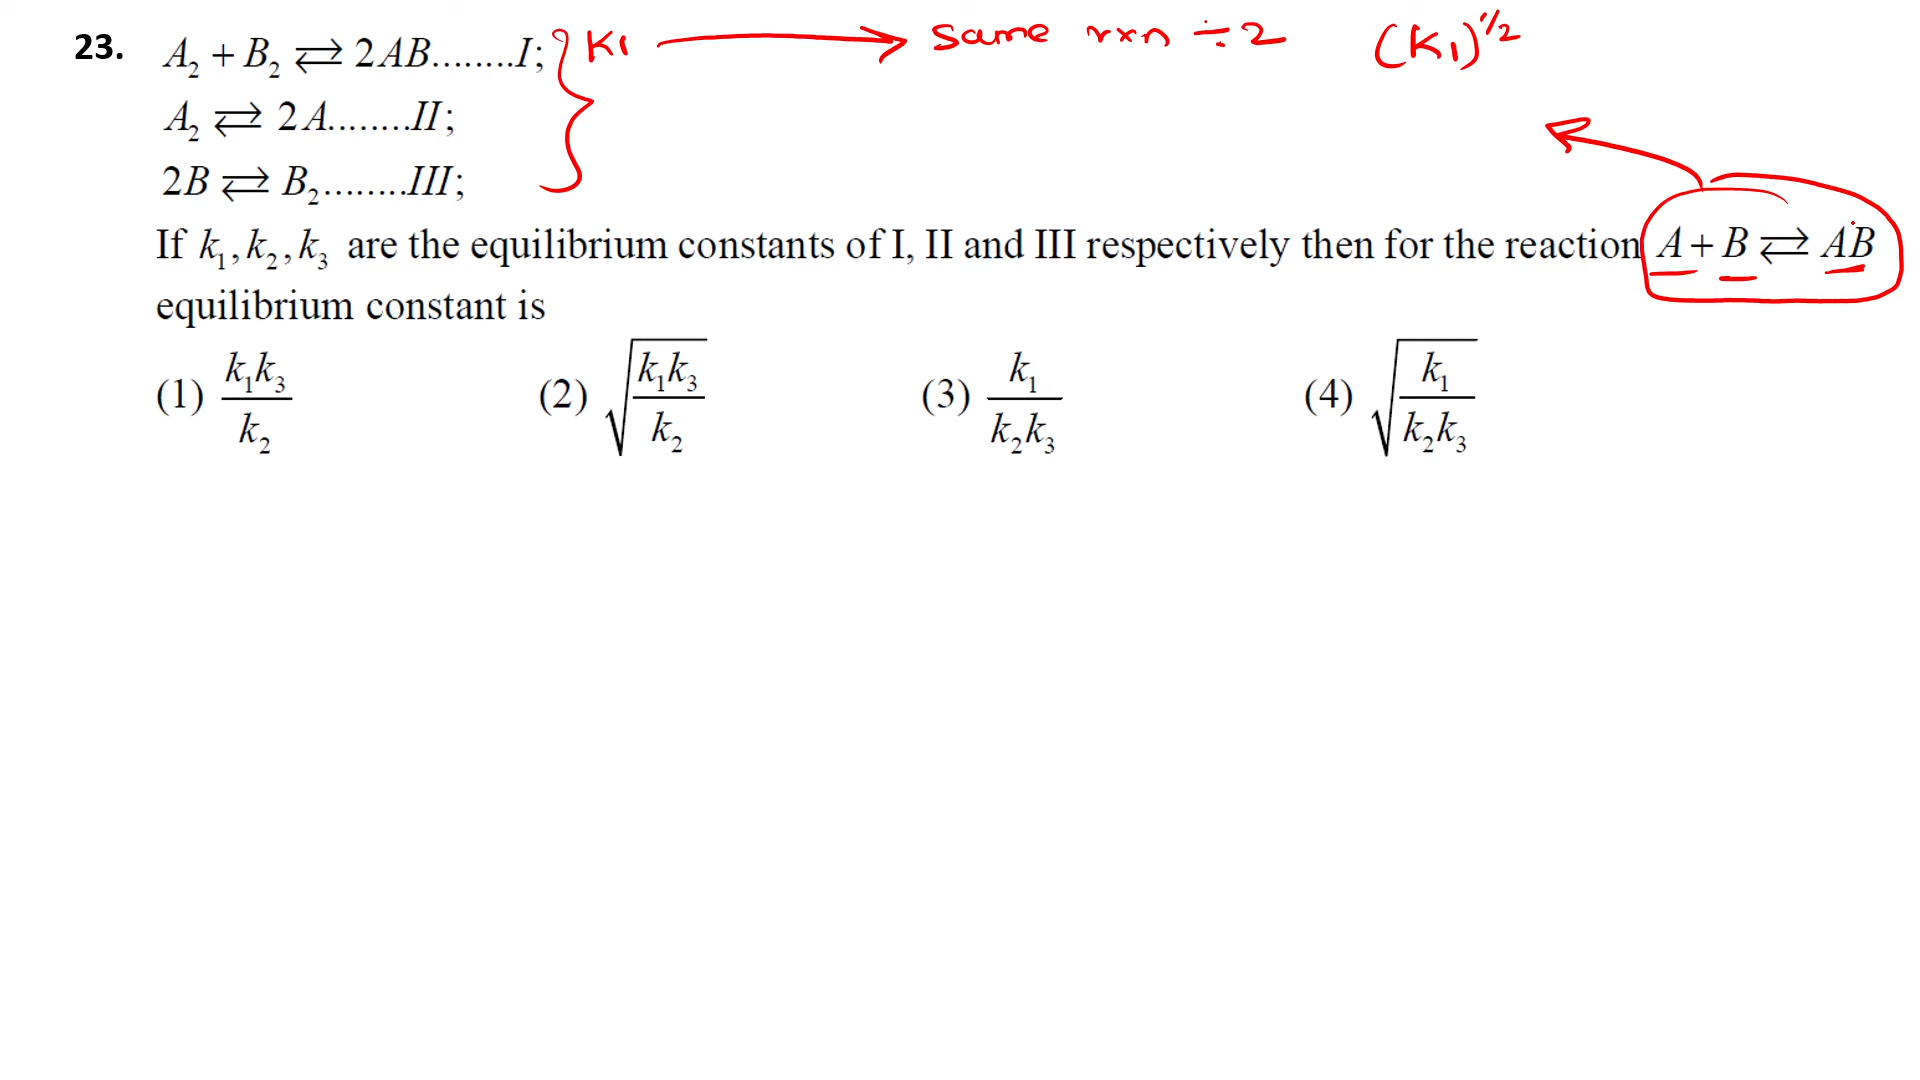 23. A₂ + B₂ ⇄ 2AB........I; K1 → Same rxn ÷ 2 (K₁)^1/2
A₂ ⇄ 2A........II;
2B ⇄ B₂........III;
If k₁, k₂, k₃ are the equilibrium constants of I, II and III respectively then for the reaction A + B ⇄ AB
equilibrium constant is
(1) k₁k₃/k₂ (2) √(k₁k₃/k₂) (3) k₁/k₂k₃ (4) √(k₁/k₂k₃)